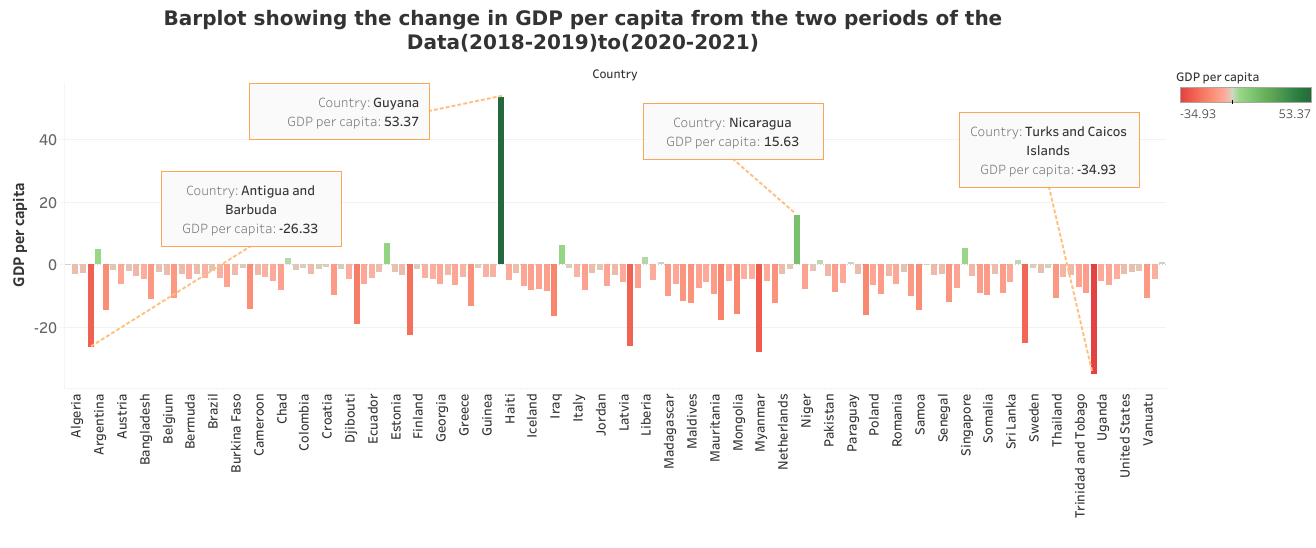 Barplot showing the change in GDP per capita from the two periods of the
Data(2018-2019)to(2020-2021)
Country
GDP per capita
-34.93 53.37
Country: Guyana
GDP per capita: 53.37
Country: Nicaragua
GDP per capita: 15.63
Country: Turks and Caicos
Islands
GDP per capita: -34.93
Country: Antigua and
Barbuda
GDP per capita: -26.33
GDP per capita
40
20
0
-20
Algeria
Argentina
Austria
Bangladesh
Belgium
Bermuda
Brazil
Burkina Faso
Cameroon
Chad
Colombia
Croatia
Djibouti
Ecuador
Estonia
Finland
Georgia
Greece
Guinea
Haiti
Iceland
Iraq
Italy
Jordan
Latvia
Liberia
Madagascar
Maldives
Mauritania
Mongolia
Myanmar
Netherlands
Niger
Pakistan
Paraguay
Poland
Romania
Samoa
Senegal
Singapore
Somalia
Sri Lanka
Sweden
Thailand
Trinidad and Tobago
Uganda
United States
Vanuatu